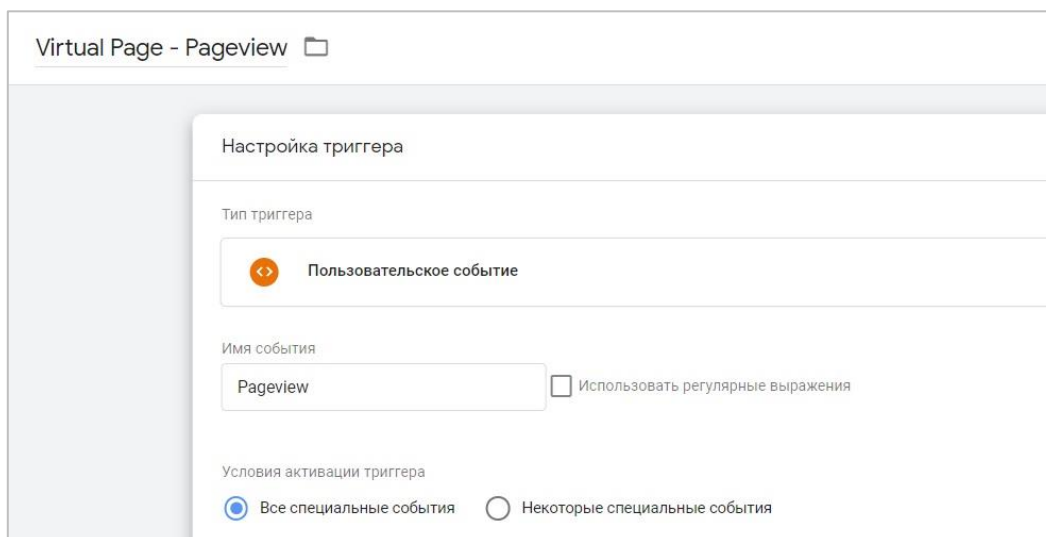 Virtual Page - Pageview
Настройка триггера
Тип триггера
Пользовательское событие
Имя события
Pageview
Использовать регулярные выражения
Условия активации триггера
Все специальные события Некоторые специальные события